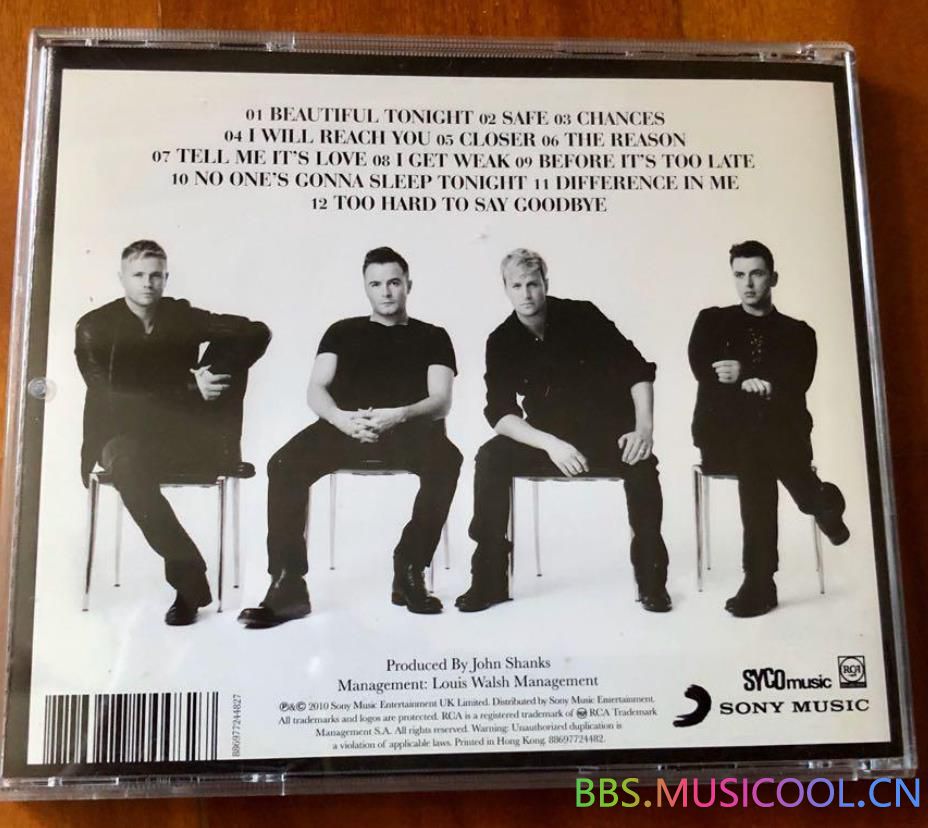 01 BEAUTIFUL TONIGHT 02 SAFE 03 CHANCES
04 I WILL REACH YOU 05 CLOSER 06 THE REASON
07 TELL ME IT'S LOVE 08 I GET WEAK 09 BEFORE IT'S TOO LATE
10 NO ONE'S GONNA SLEEP TONIGHT 11 DIFFERENCE IN ME
12 TOO HARD TO SAY GOODBYE
Produced By John Shanks
Management: Louis Walsh Management
℗&© 2010 Sony Music Entertainment UK Limited. Distributed by Sony Music Entertainment.
All trademarks and logos are protected. RCA is a registered trademark of RCA RCA Trademark
Management S.A. All rights reserved. Warning: Unauthorized duplication is
a violation of applicable laws. Printed in Hong Kong. 88697724482.
88697244827
SYCOmusic
RCA
SONY MUSIC
BBS.MUSICOOL.CN